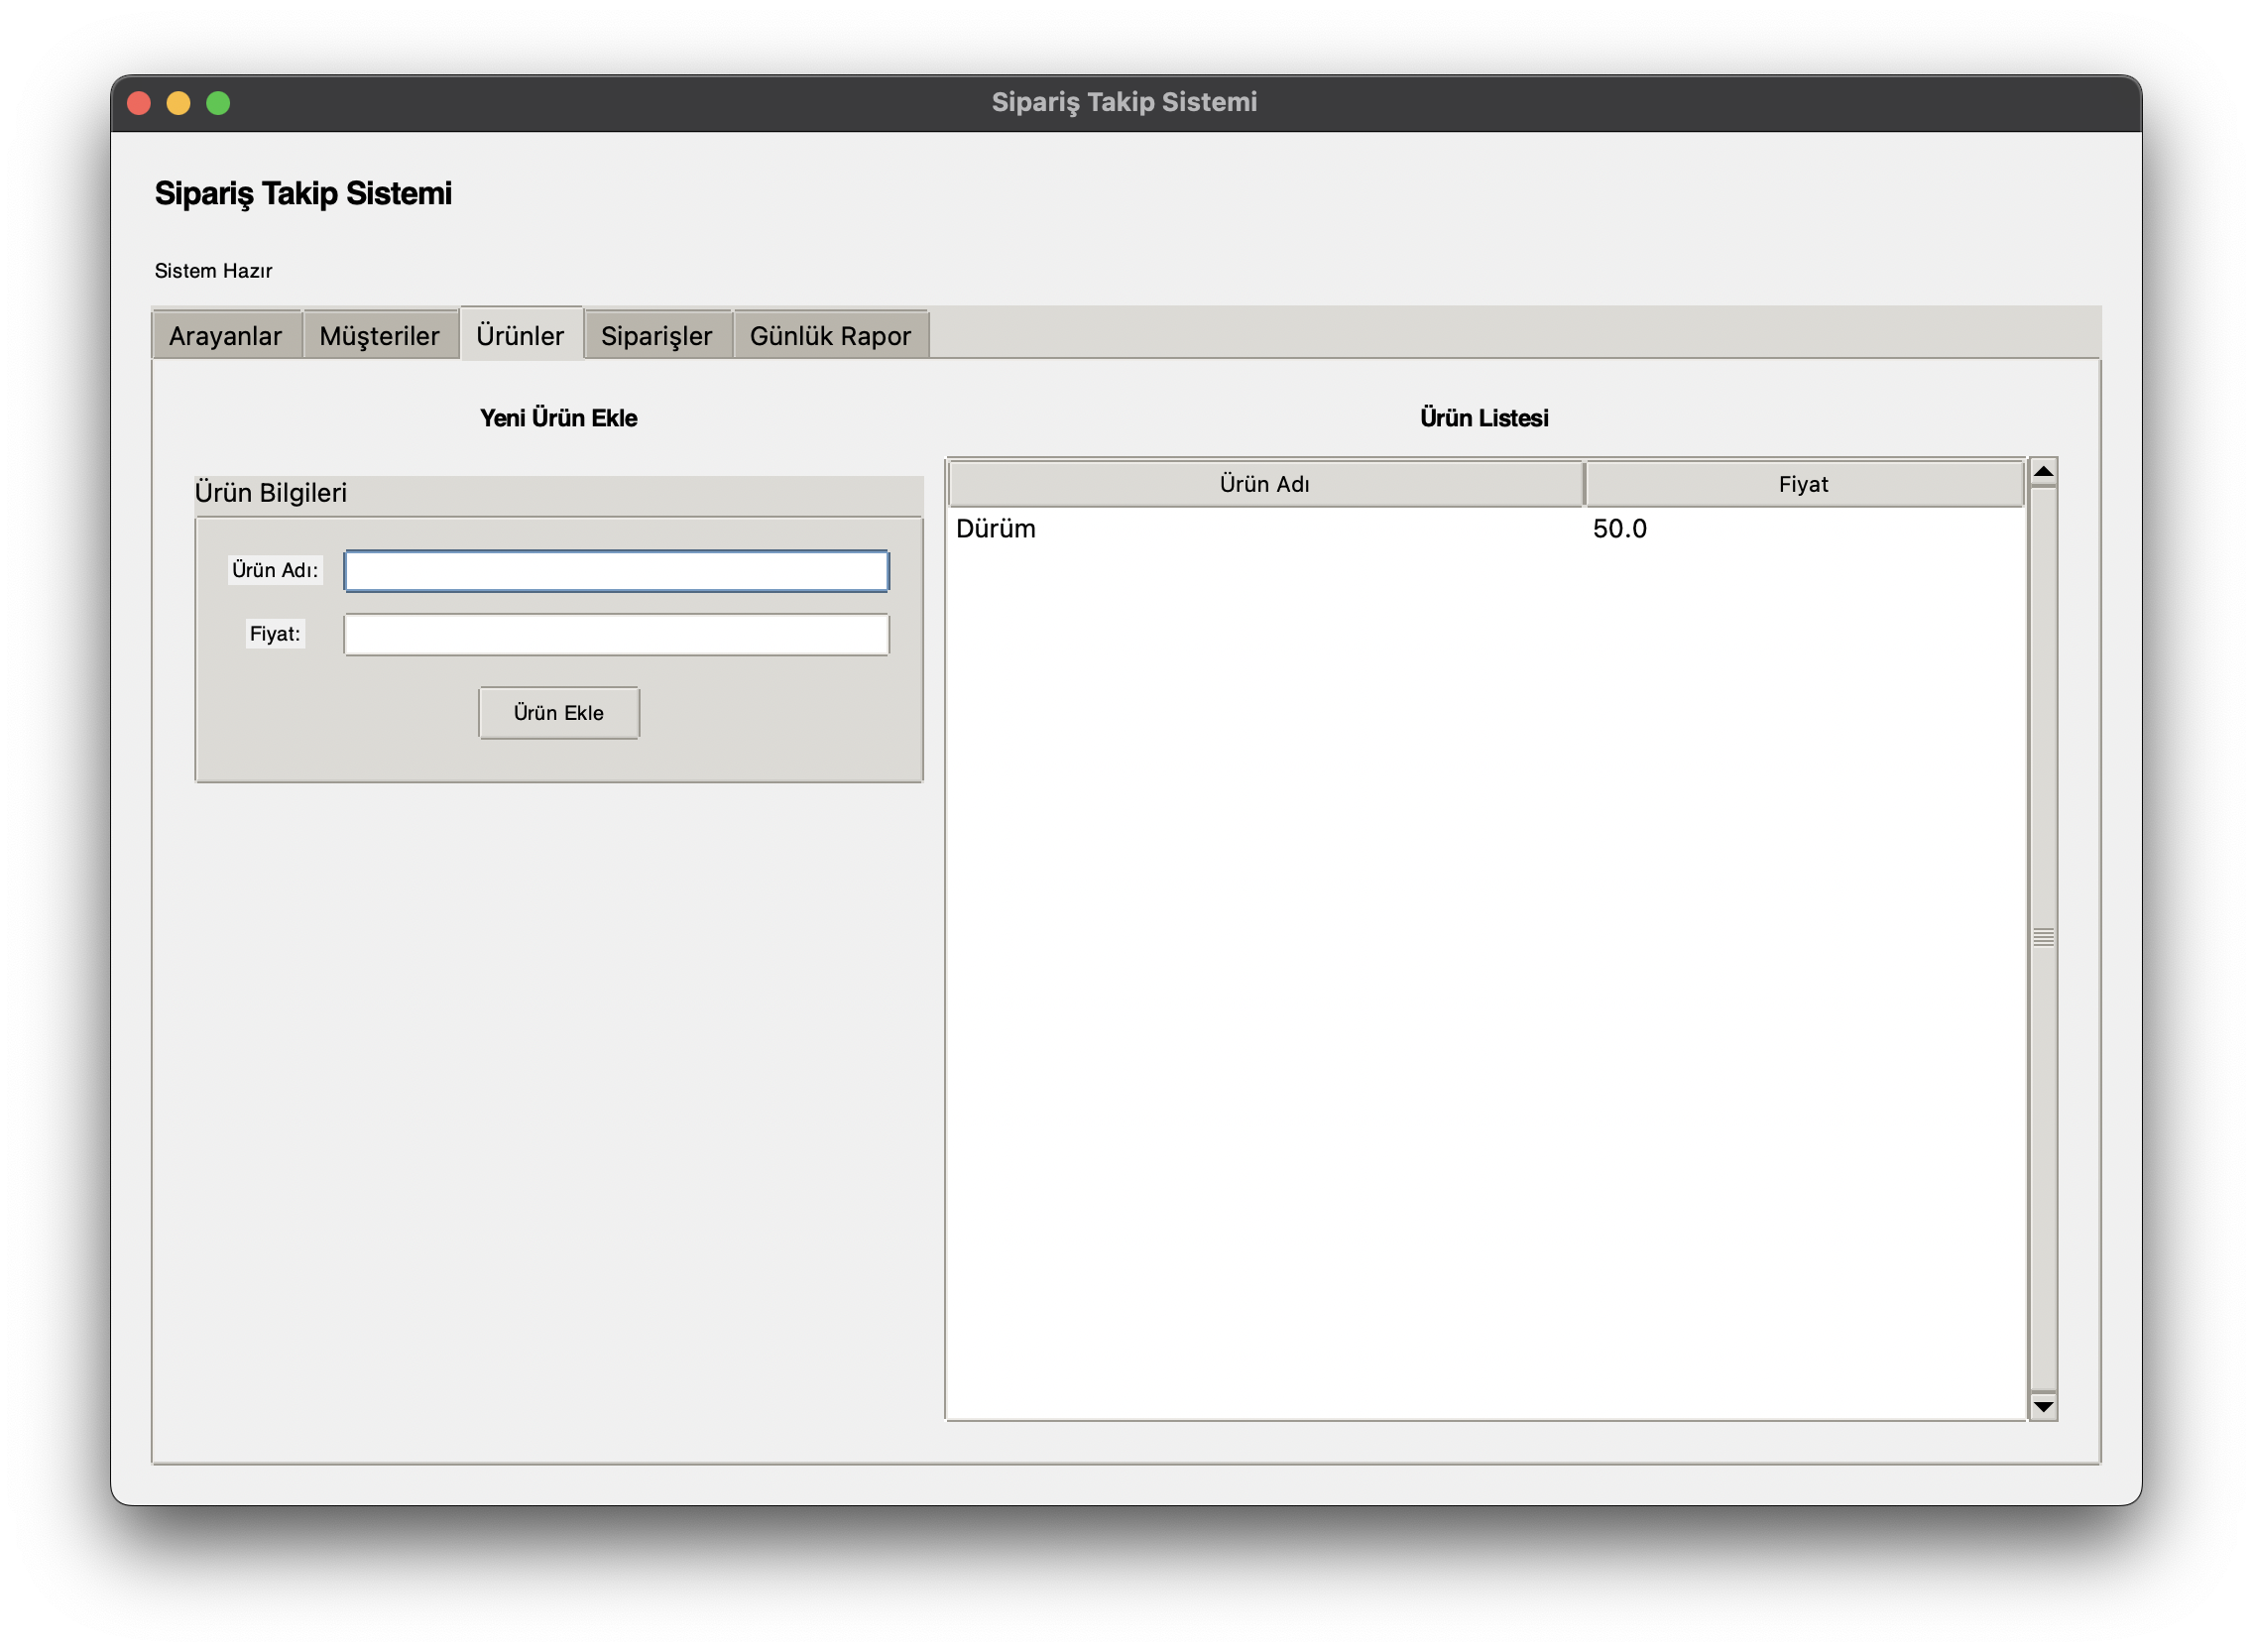 Sipariş Takip Sistemi
Sipariş Takip Sistemi
Sistem Hazır
Arayanlar Müşteriler Ürünler Siparişler Günlük Rapor
Yeni Ürün Ekle
Ürün Bilgileri
Ürün Adı:
Fiyat:
Ürün Ekle
Ürün Listesi
Ürün Adı Fiyat
Dürüm 50.0